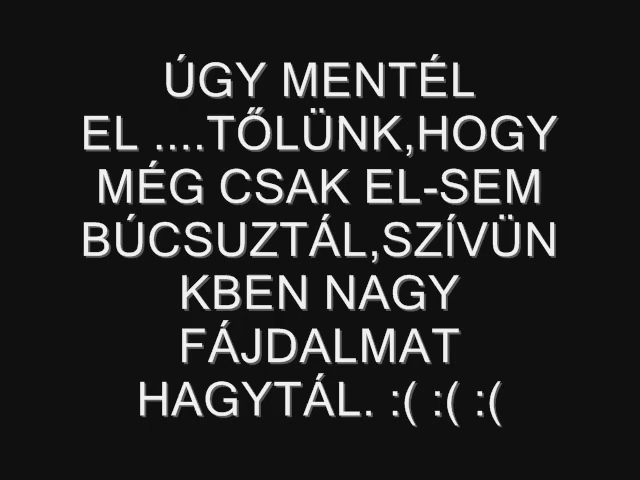 ÚGY MENTÉL
EL ....TŐLÜNK,HOGY
MÉG CSAK EL-SEM
BÚCSUZTÁL,SZÍVÜN
KBEN NAGY
FÁJDALMAT
HAGYTÁL. :( :( :(